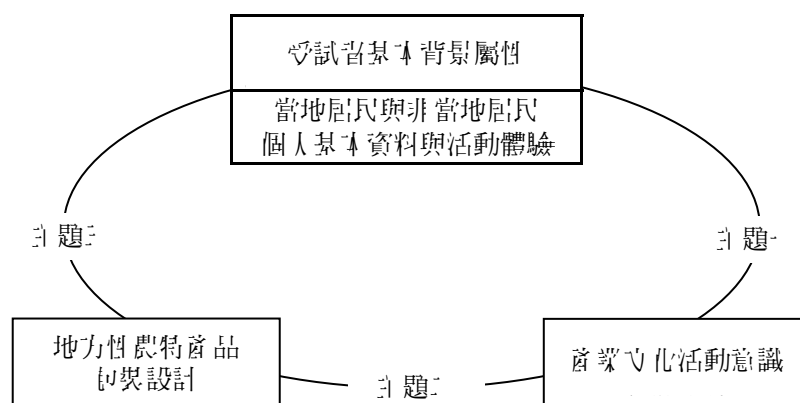 受試者基本背景屬性
當地居民與非當地居民
個人基本資料與活動體驗
主題三
主題一
地方性農特產品
包裝設計
產業文化活動意識
主題二